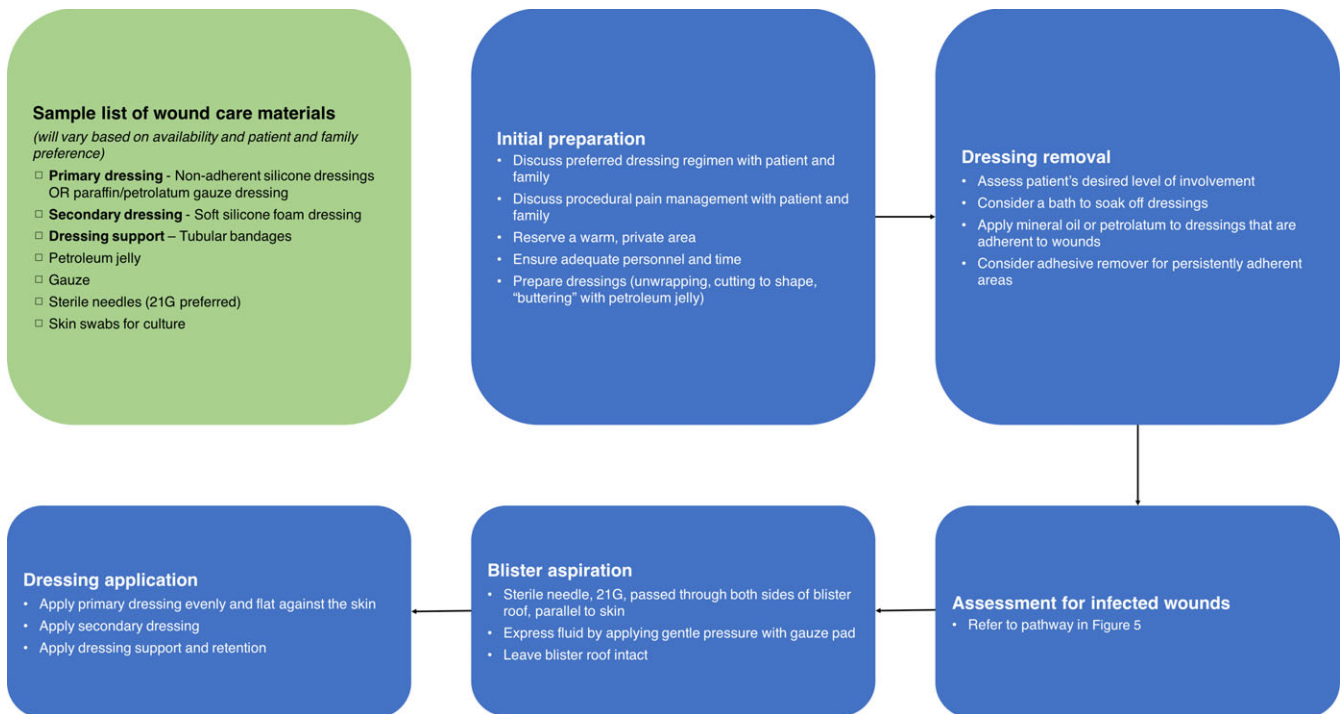 Sample list of wound care materials
(will vary based on availability and patient and family
preference)
□ Primary dressing - Non-adherent silicone dressings
OR paraffin/petrolatum gauze dressing
□ Secondary dressing - Soft silicone foam dressing
□ Dressing support – Tubular bandages
□ Petroleum jelly
□ Gauze
□ Sterile needles (21G preferred)
□ Skin swabs for culture
Initial preparation
• Discuss preferred dressing regimen with patient and
family
• Discuss procedural pain management with patient and
family
• Reserve a warm, private area
• Ensure adequate personnel and time
• Prepare dressings (unwrapping, cutting to shape,
“buttering” with petroleum jelly)
Dressing removal
• Assess patient’s desired level of involvement
• Consider a bath to soak off dressings
• Apply mineral oil or petrolatum to dressings that are
adherent to wounds
• Consider adhesive remover for persistently adherent
areas
Assessment for infected wounds
• Refer to pathway in Figure 5
Blister aspiration
• Sterile needle, 21G, passed through both sides of blister
roof, parallel to skin
• Express fluid by applying gentle pressure with gauze pad
• Leave blister roof intact
Dressing application
• Apply primary dressing evenly and flat against the skin
• Apply secondary dressing
• Apply dressing support and retention